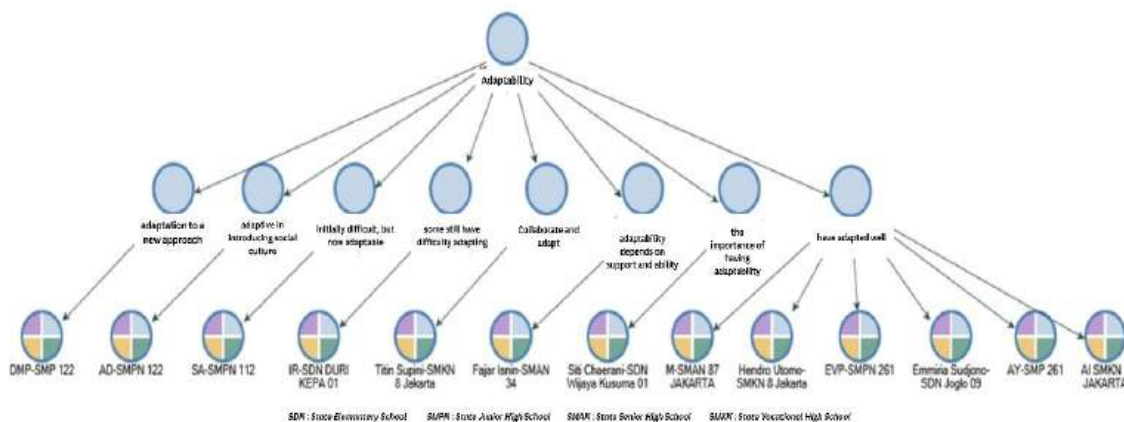 Adaptability
adaptation to a
new approach
adaptive in
introducing social
culture
initially difficult, but
now adaptable
some still have
difficulty adapting
Collaborate and
adapt
adaptability
depends on
support and ability
the
importance of
having
adaptability
have adapted well
DMP-SMP 122
AD-SMPN 122
SA-SMPN 112
IR-SDN DURI
KEPA 01
Titin Supini-SMKN
8 Jakarta
Fajar Isnin-SMAN
34
Siti Chaerani-SDN
Wijaya Kusuma 01
M-SMAN 87
JAKARTA
Hendro Utomo-
SMKN 8 Jakarta
EVP-SMPN 261
Emmiria Sudjono-
SDN Joglo 09
AY-SMP 261
AI SMKN
JAKARTA
SDN : State Elementary School SMPN : State Junior High School SMAN : State Senior High School SMKN : State Vocational High School